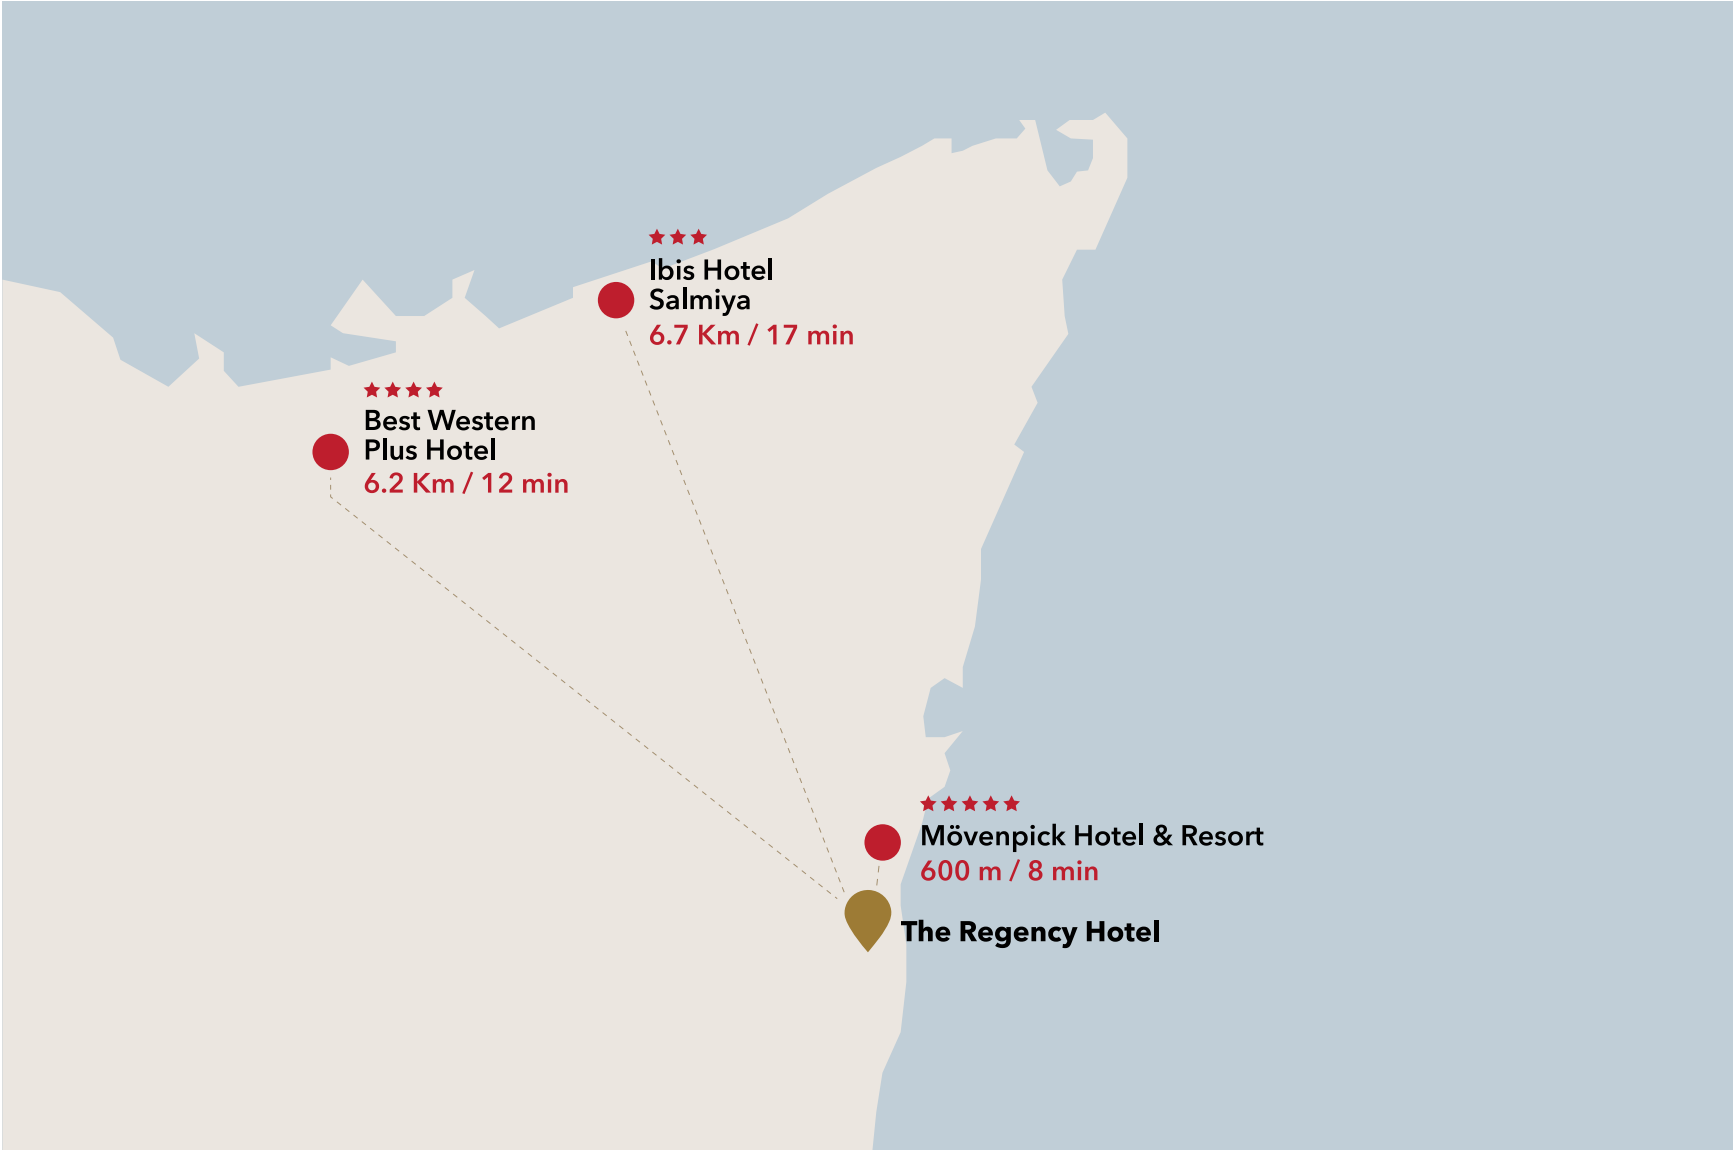 Ibis Hotel
Salmiya
6.7 Km / 17 min
Best Western
Plus Hotel
6.2 Km / 12 min
Mövenpick Hotel & Resort
600 m / 8 min
The Regency Hotel